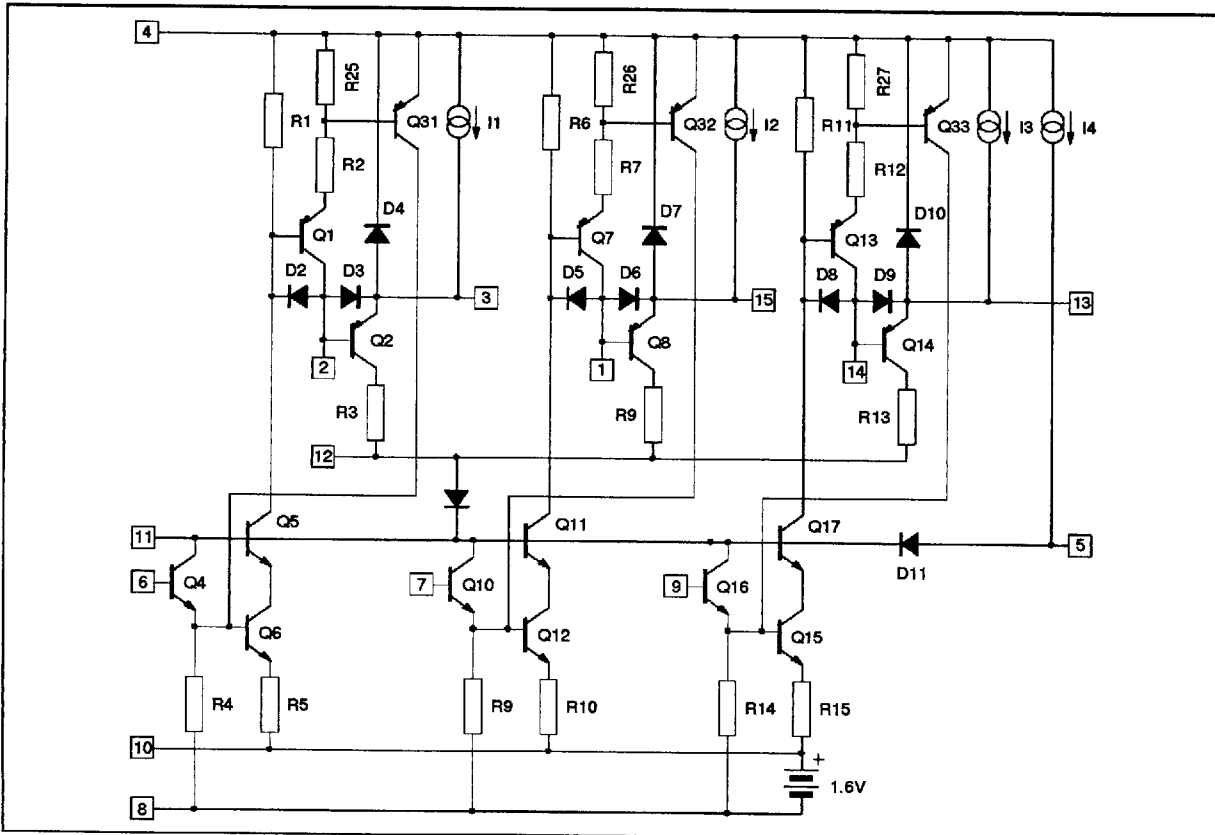 4
R25
R26
R27
R1
Q31
I1
R6
Q32
I2
R11
Q33
I3
I4
R2
R7
R12
D4
D7
D10
Q1
Q7
Q13
D2
D3
D5
D6
D8
D9
3
15
13
Q2
Q8
Q14
2
1
14
R3
R9
R13
12
Q5
Q11
Q17
11
5
D11
6
Q4
7
Q10
9
Q16
Q6
Q12
Q15
R4
R5
R9
R10
R14
R15
10
+
1.6V
8